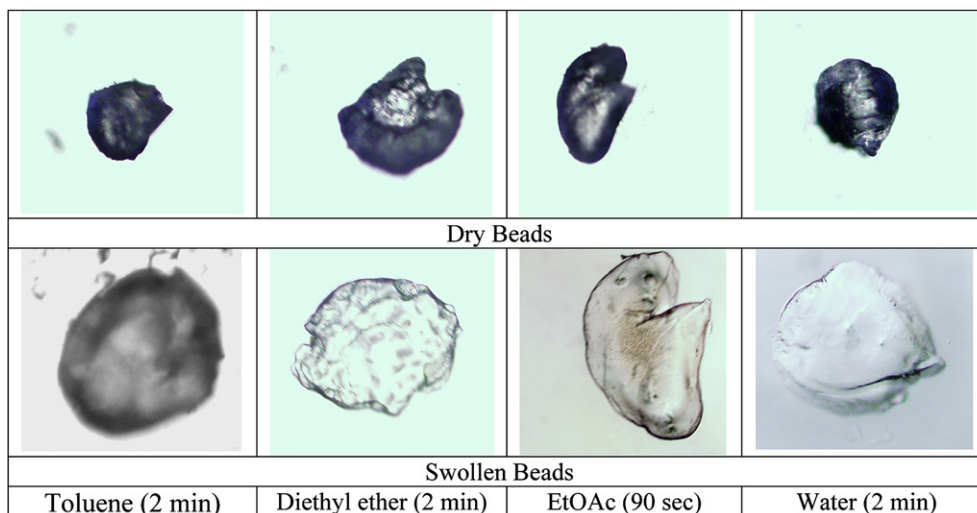 Dry Beads
Swollen Beads
Toluene (2 min) Diethyl ether (2 min) EtOAc (90 sec) Water (2 min)